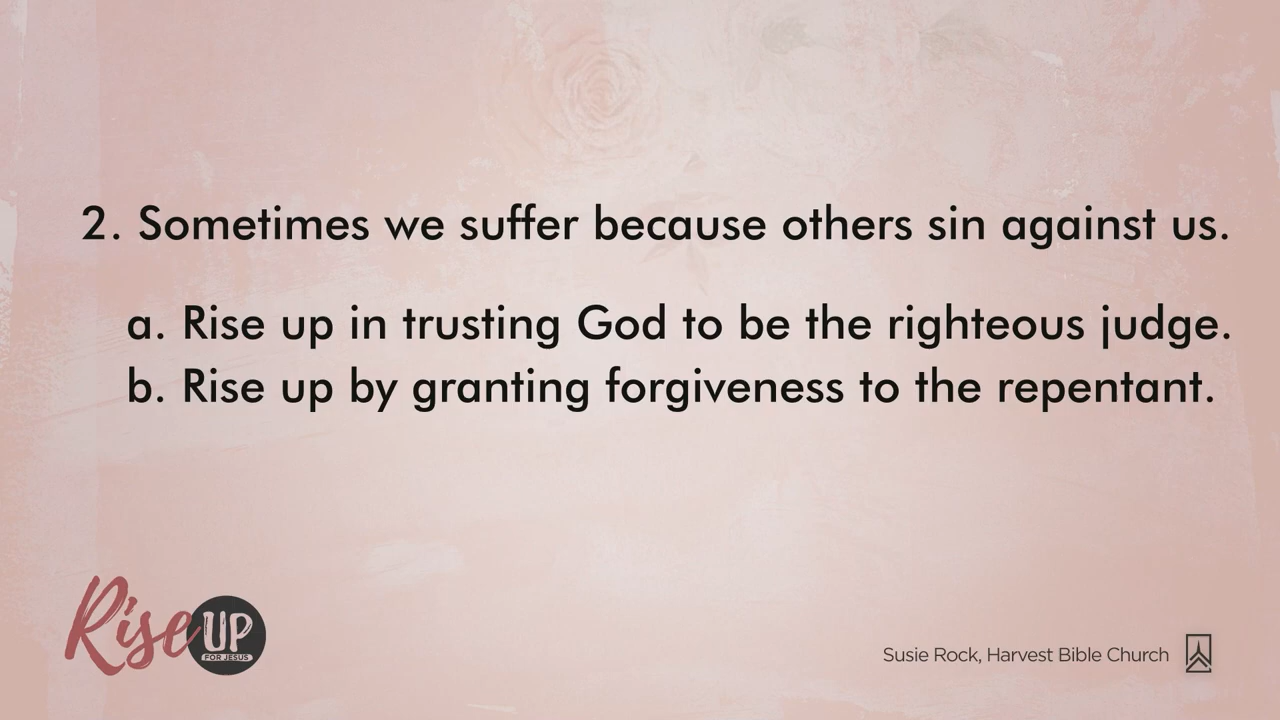 2. Sometimes we suffer because others sin against us.
a. Rise up in trusting God to be the righteous judge.
b. Rise up by granting forgiveness to the repentant.
Rise UP
FOR JESUS
Susie Rock, Harvest Bible Church